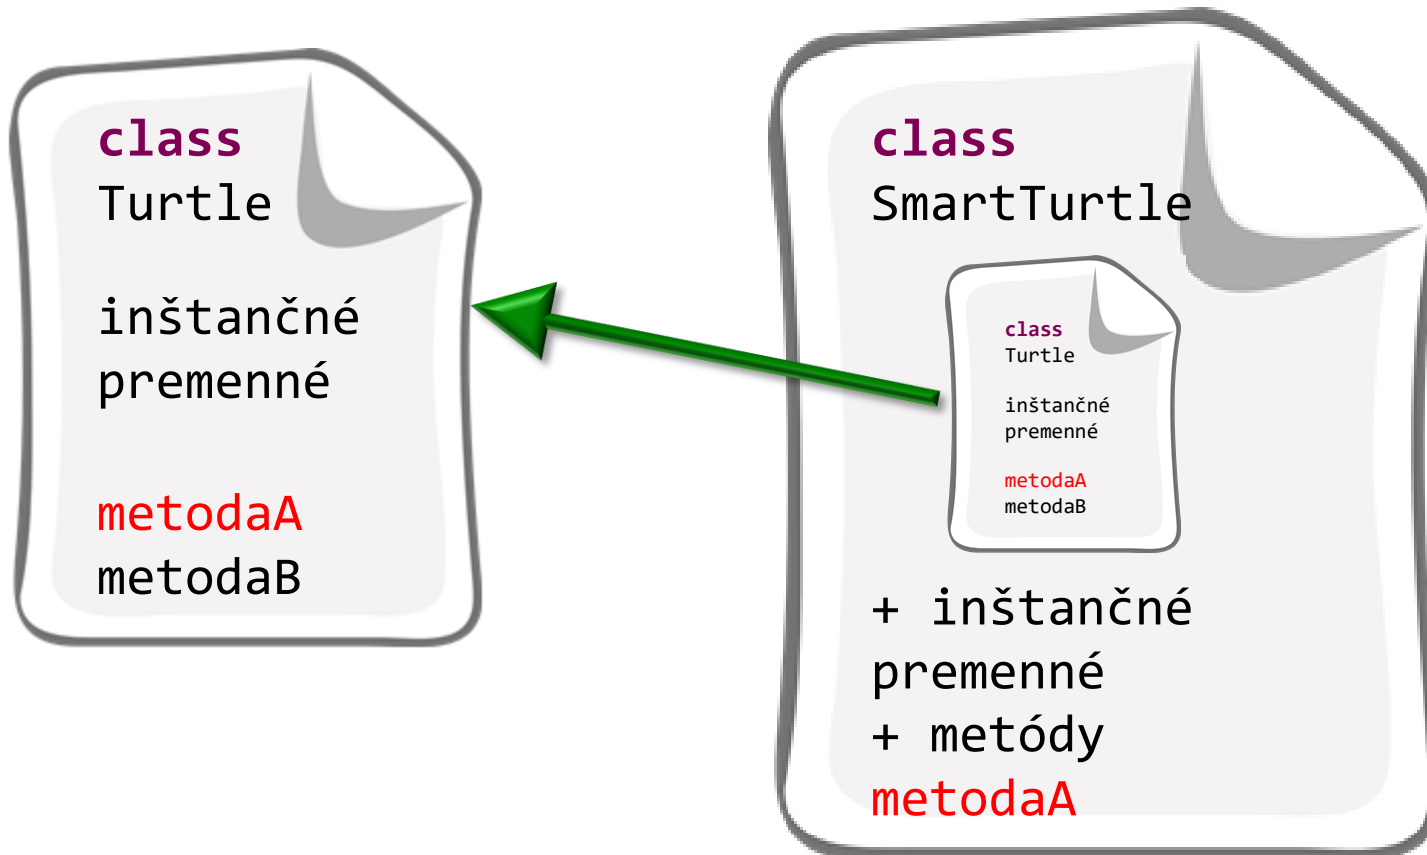 class
Turtle
inštančné
premenné
metodaA
metodaB
class
SmartTurtle
class
Turtle
inštančné
premenné
metodaA
metodaB
+ inštančné
premenné
+ metódy
metodaA